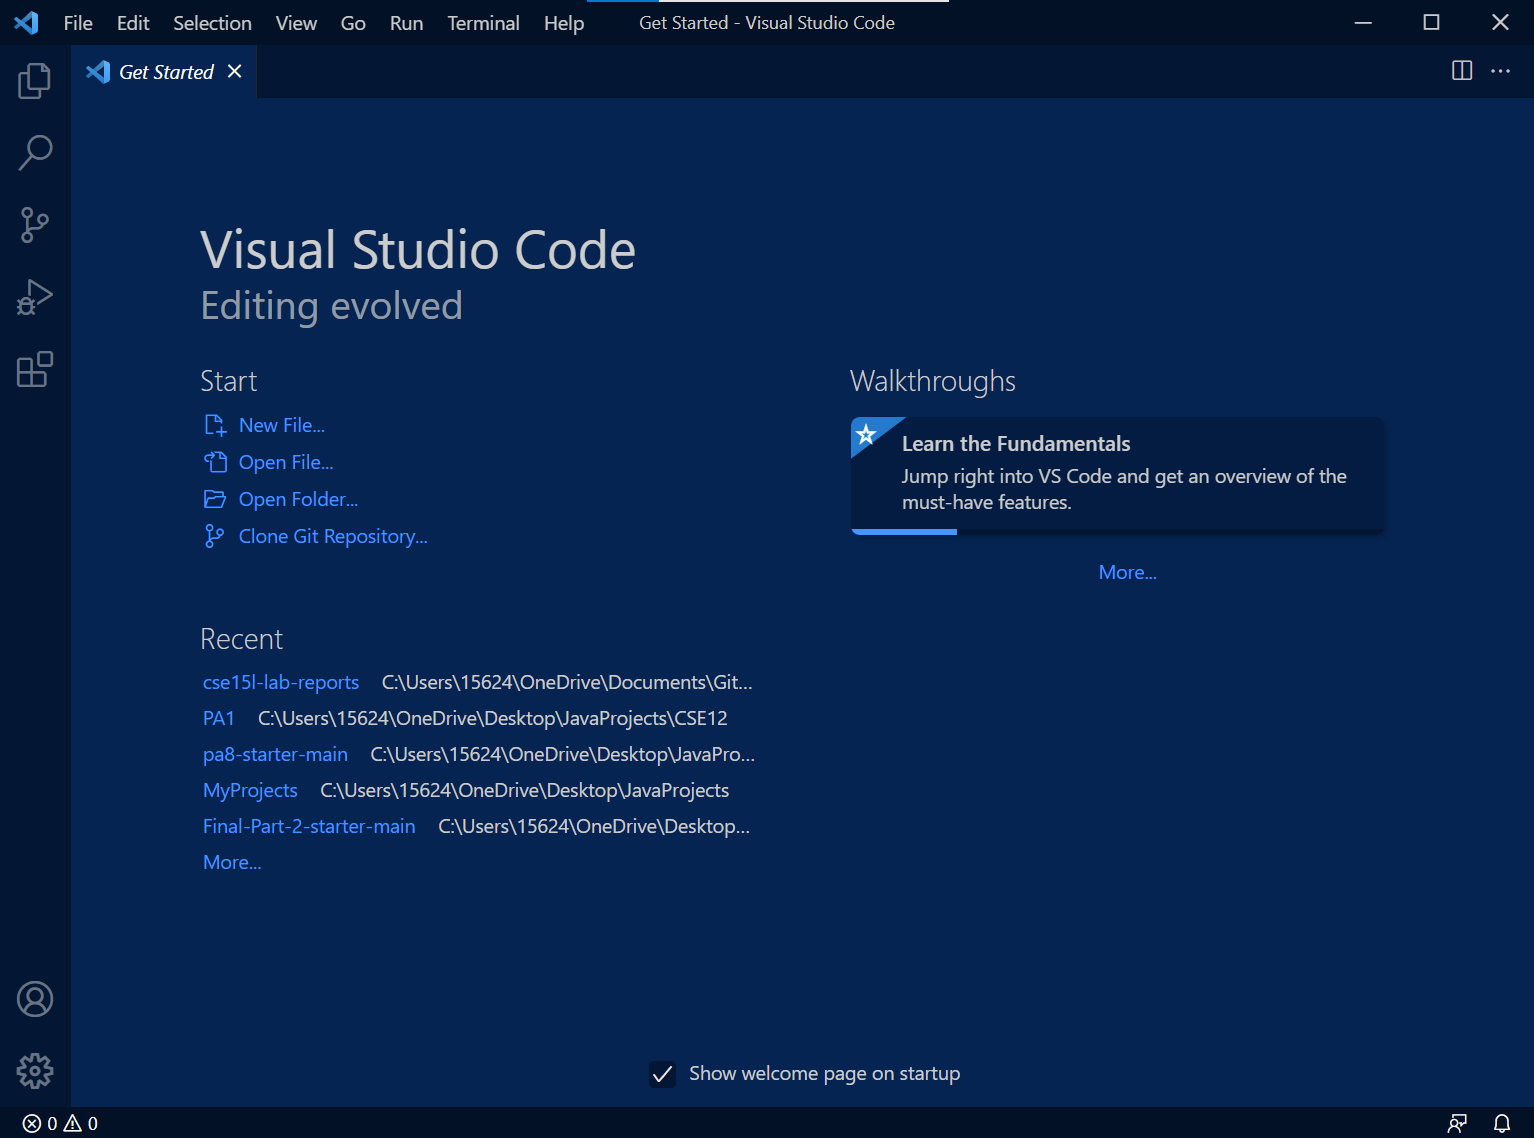 File Edit Selection View Go Run Terminal Help Get Started - Visual Studio Code
Get Started
Visual Studio Code
Editing evolved
Start
New File...
Open File...
Open Folder...
Clone Git Repository...
Recent
cse15l-lab-reports C:\Users\15624\OneDrive\Documents\Git...
PA1 C:\Users\15624\OneDrive\Desktop\JavaProjects\CSE12
pa8-starter-main C:\Users\15624\OneDrive\Desktop\JavaPro...
MyProjects C:\Users\15624\OneDrive\Desktop\JavaProjects
Final-Part-2-starter-main C:\Users\15624\OneDrive\Desktop...
More...
Walkthroughs
Learn the Fundamentals
Jump right into VS Code and get an overview of the
must-have features.
More...
Show welcome page on startup
0 0